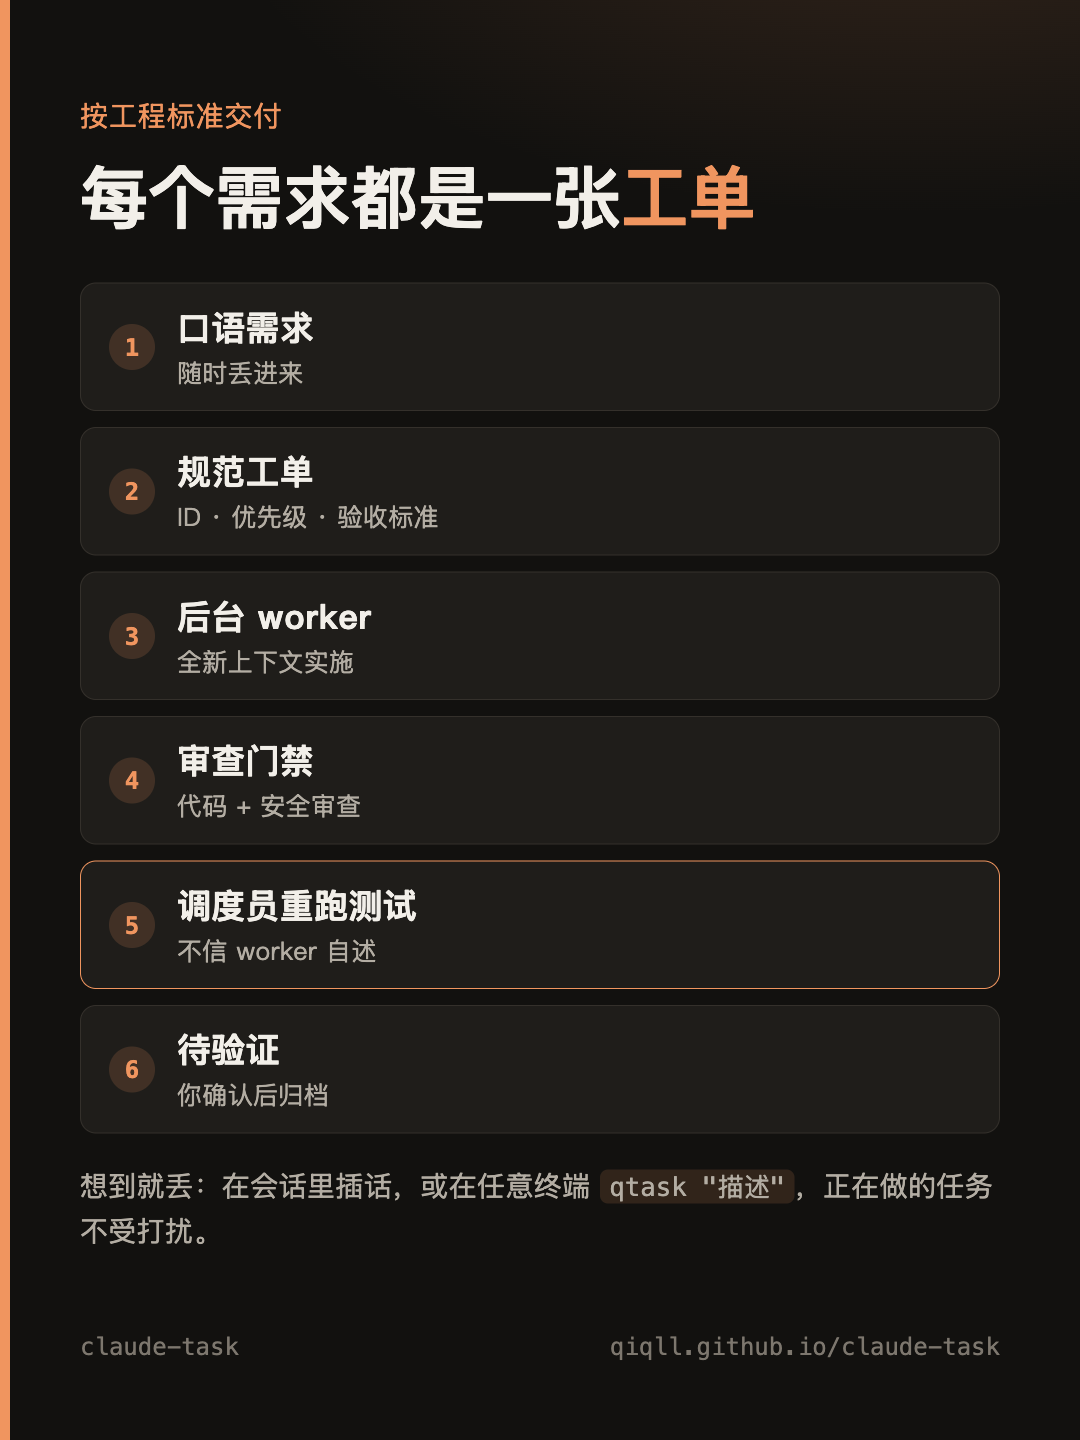 按工程标准交付
每个需求都是一张工单
1
口语需求
随时丢进来
2
规范工单
ID · 优先级 · 验收标准
3
后台 worker
全新上下文实施
4
审查门禁
代码 + 安全审查
5
调度员重跑测试
不信 worker 自述
6
待验证
你确认后归档
想到就丢：在会话里插话，或在任意终端 qtask "描述"，正在做的任务
不受打扰。
claude-task
qiqll.github.io/claude-task